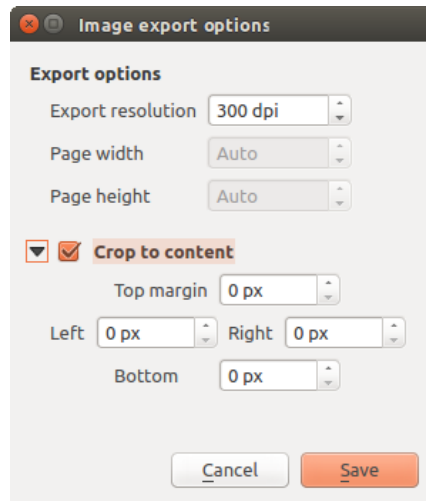 Image export options
Export options
Export resolution 300 dpi
Page width Auto
Page height Auto
Crop to content
Top margin 0 px
Left 0 px Right 0 px
Bottom 0 px
Cancel Save